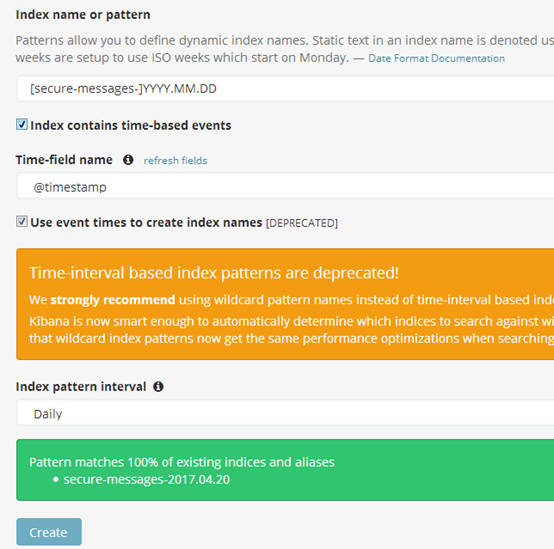 Index name or pattern
Patterns allow you to define dynamic index names. Static text in an index name is denoted us
weeks are setup to use ISO weeks which start on Monday. — Date Format Documentation
[secure-messages-]YYYY.MM.DD
Index contains time-based events
Time-field name refresh fields
@timestamp
Use event times to create index names [DEPRECATED]
Time-interval based index patterns are deprecated!
We strongly recommend using wildcard pattern names instead of time-interval based inde
Kibana is now smart enough to automatically determine which indices to search against wi
that wildcard index patterns now get the same performance optimizations when searching
Index pattern interval
Daily
Pattern matches 100% of existing indices and aliases
• secure-messages-2017.04.20
Create